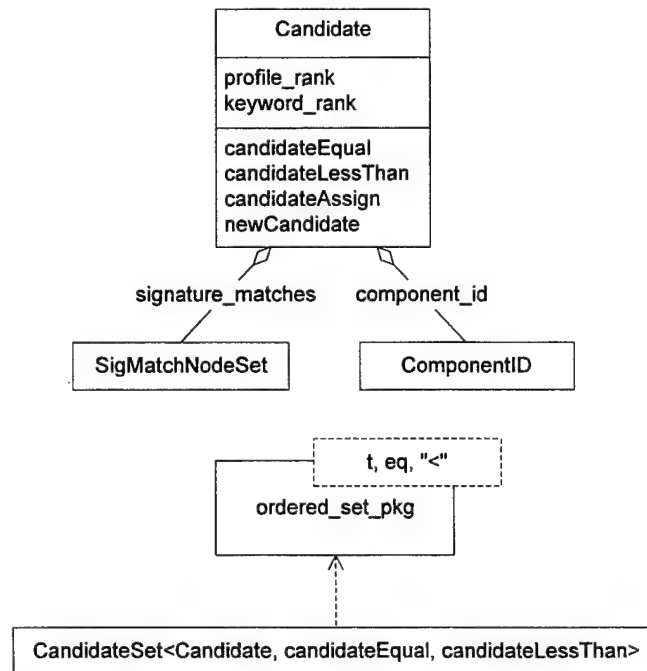 Candidate
profile_rank
keyword_rank
candidateEqual
candidateLessThan
candidateAssign
newCandidate
signature_matches component_id
SigMatchNodeSet ComponentID
t, eq, "<"
ordered_set_pkg
CandidateSet<Candidate, candidateEqual, candidateLessThan>